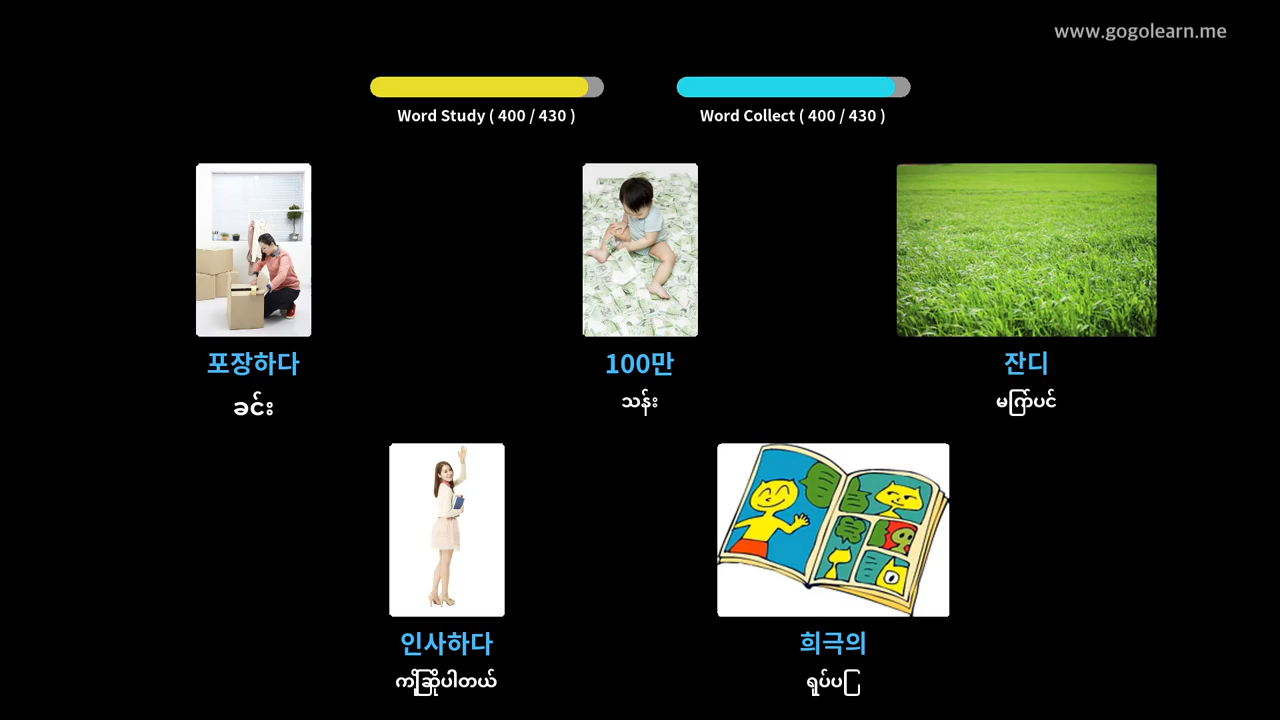 www.gogolearn.me
Word Study ( 400 / 430 )
Word Collect ( 400 / 430 )
포장하다
ခင်း
100만
သန်း
잔디
မြက်ပင်
인사하다
ကြိုဆိုပါတယ်
희극의
ရုပ်ပြ